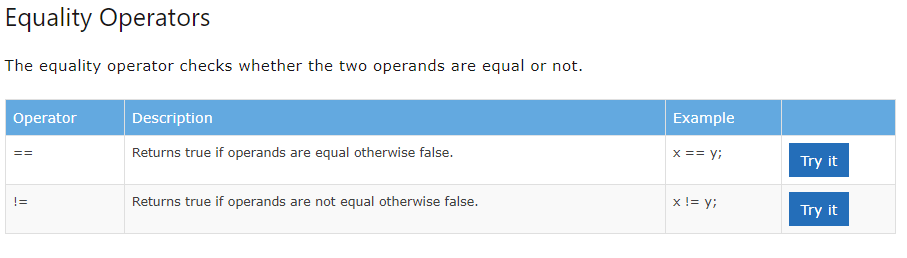 Equality Operators
The equality operator checks whether the two operands are equal or not.
Operator Description Example
== Returns true if operands are equal otherwise false. x == y; Try it
!= Returns true if operands are not equal otherwise false. x != y; Try it